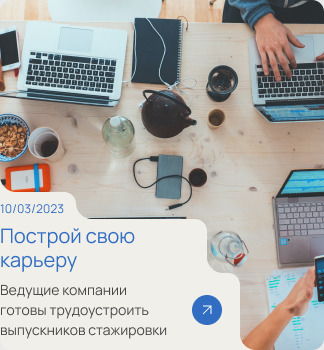 10/03/2023
Построй свою
карьеру
Ведущие компании
готовы трудоустроить
выпускников стажировки